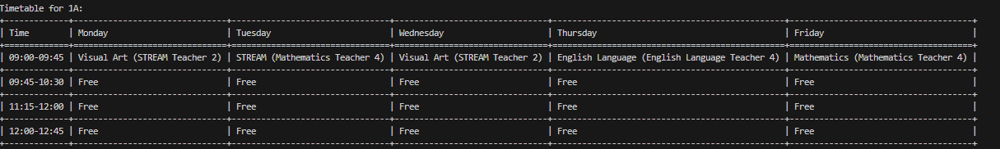 Timetable for 1A:
+-------------+------------------------------+------------------------------+------------------------------+---------------------------------------------+-----------------------------------+
| Time | Monday | Tuesday | Wednesday | Thursday | Friday |
+=============+==============================+==============================+==============================+=============================================+===================================+
| 09:00-09:45 | Visual Art (STREAM Teacher 2) | STREAM (Mathematics Teacher 4) | Visual Art (STREAM Teacher 2) | English Language (English Language Teacher 4) | Mathematics (Mathematics Teacher 4) |
| 09:45-10:30 | Free | Free | Free | Free | Free |
| 11:15-12:00 | Free | Free | Free | Free | Free |
| 12:00-12:45 | Free | Free | Free | Free | Free |